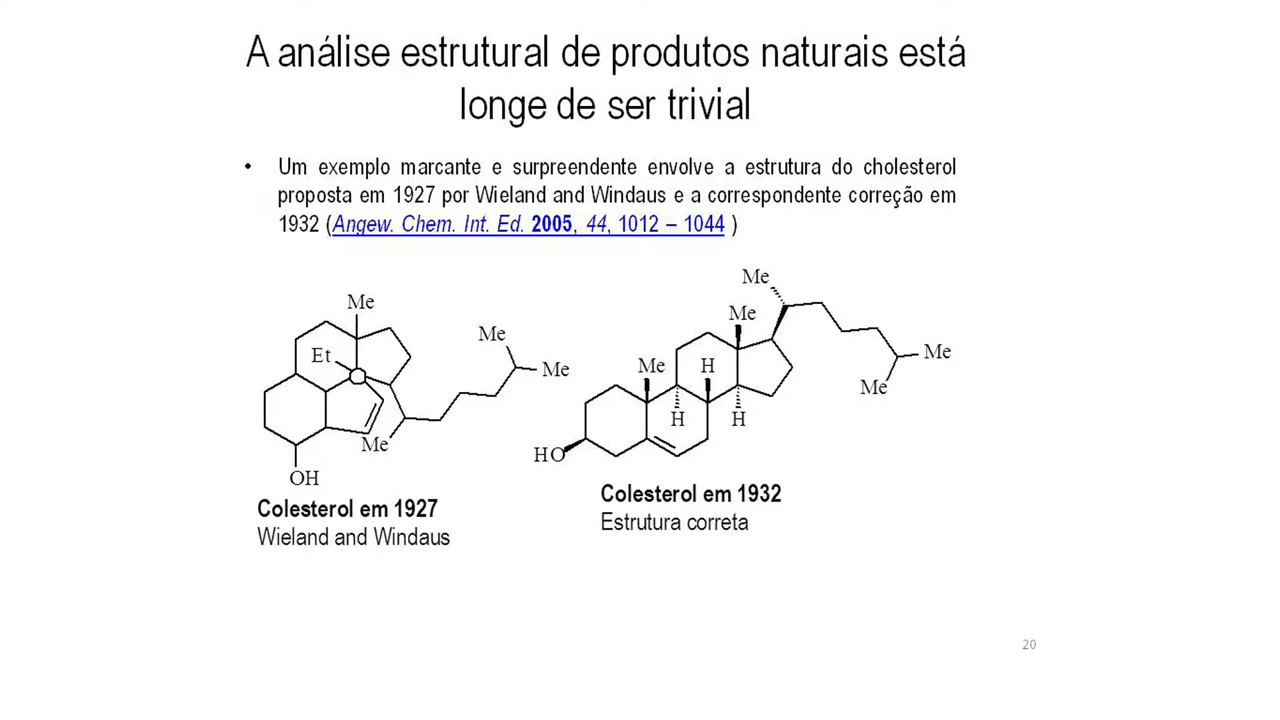 A análise estrutural de produtos naturais está
longe de ser trivial
• Um exemplo marcante e surpreendente envolve a estrutura do cholesterol
proposta em 1927 por Wieland and Windaus e a correspondente correção em
1932 (Angew. Chem. Int. Ed. 2005, 44, 1012 – 1044 )
Me
Et
Me
Me
Me
OH
Colesterol em 1927
Wieland and Windaus
Me
Me
Me
H
Me
Me
H
H
HO
Colesterol em 1932
Estrutura correta
20